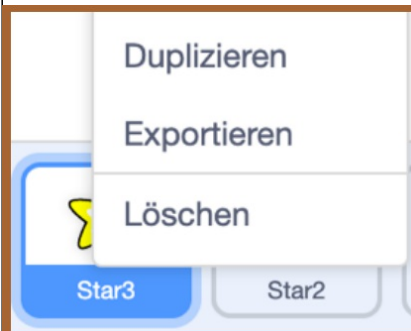 Duplizieren
Exportieren
Löschen
Star3
Star2